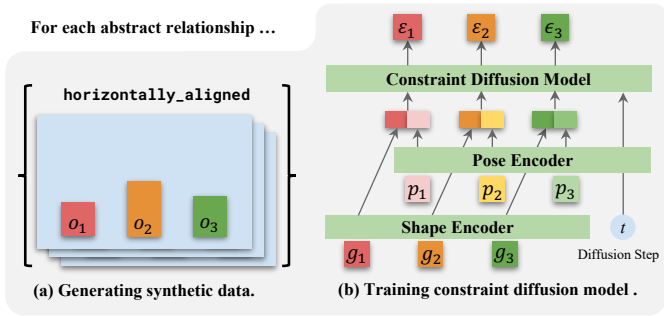 For each abstract relationship …
horizontally_aligned
o₁ o₂ o₃
(a) Generating synthetic data.
ε₁ ε₂ ϵ₃
Constraint Diffusion Model
Pose Encoder
p₁ p₂ p₃
Shape Encoder
t
g₁ g₂ g₃
Diffusion Step
(b) Training constraint diffusion model .